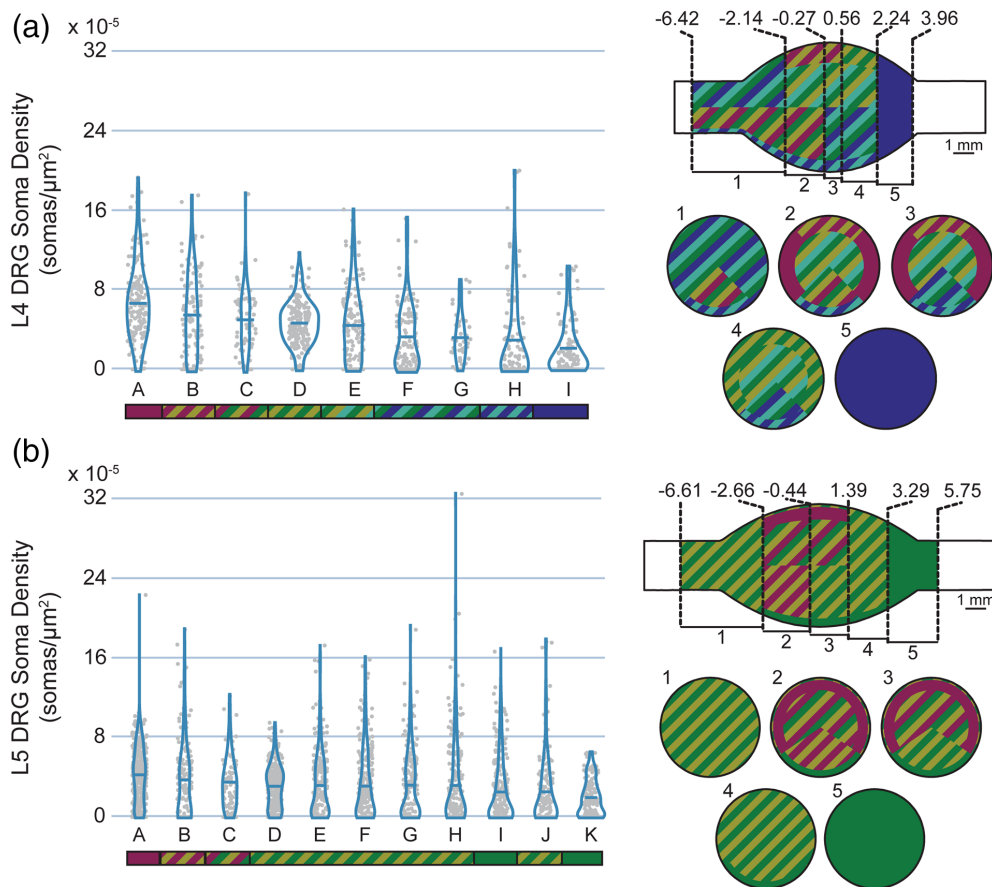 (a)
x 10-5
L4 DRG Soma Density
(somas/µm2)
32
24
16
8
0
A B C D E F G H I
-6.42 -2.14 -0.27 0.56 2.24 3.96
1 mm
1 2 3 4 5
1 2 3
4 5
(b)
x 10-5
L5 DRG Soma Density
(somas/µm2)
32
24
16
8
0
A B C D E F G H I J K
-6.61 -2.66 -0.44 1.39 3.29 5.75
1 mm
1 2 3 4 5
1 2 3
4 5